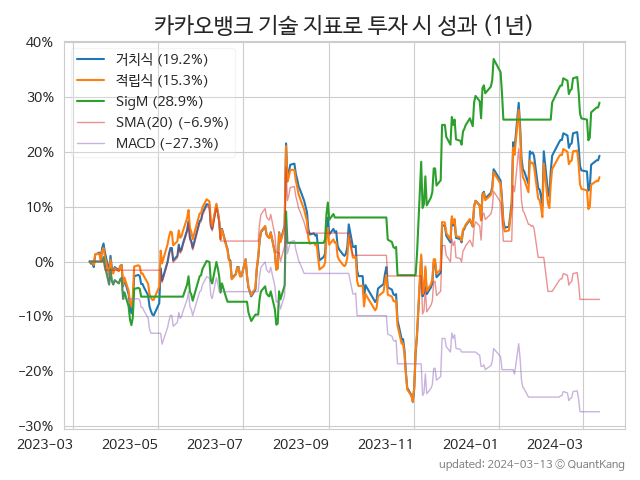 카카오뱅크 기술 지표로 투자 시 성과 (1년)
40%
30%
20%
10%
0%
−10%
−20%
−30%
거치식 (19.2%)
적립식 (15.3%)
SigM (28.9%)
SMA(20) (−6.9%)
MACD (−27.3%)
2023-03
2023-05
2023-07
2023-09
2023-11
2024-01
2024-03
updated: 2024-03-13 © QuantKang